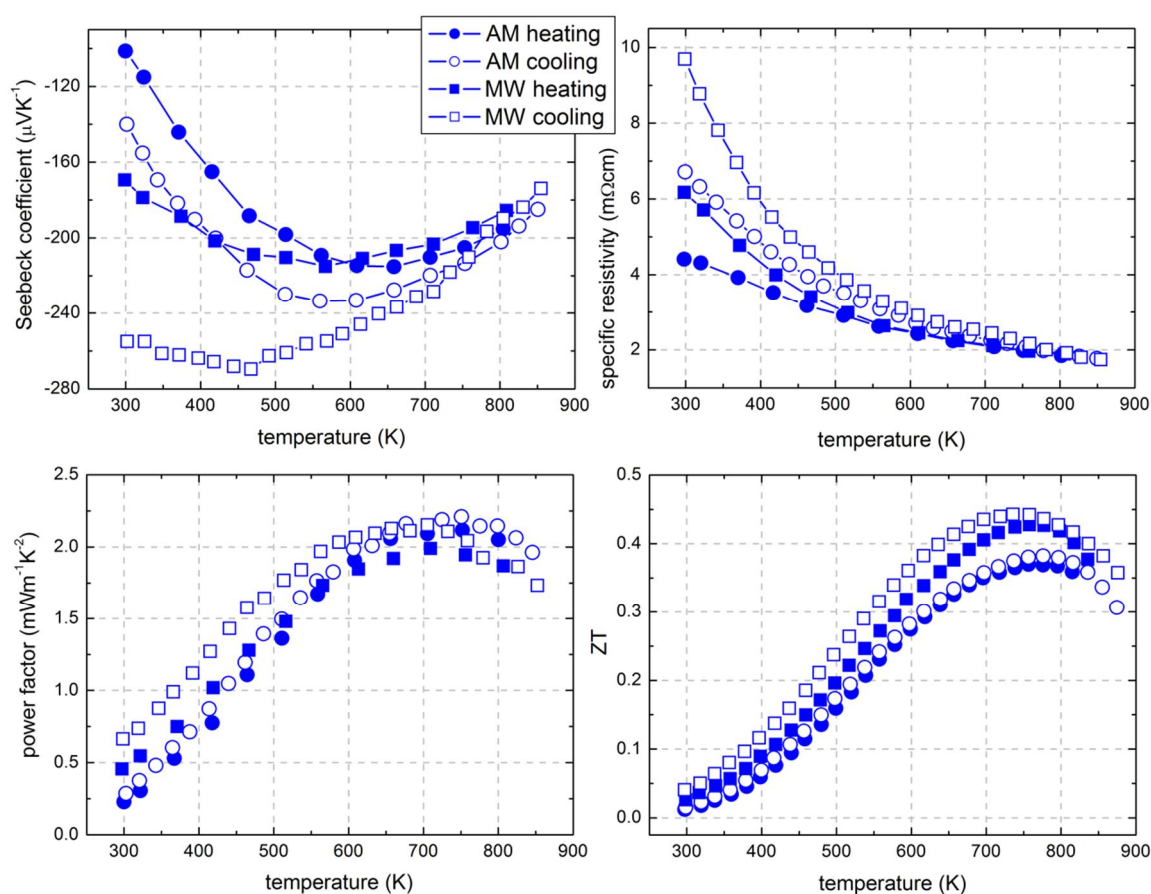 AM heating
AM cooling
MW heating
MW cooling
Seebeck coefficient (μVK⁻¹)
-120
-160
-200
-240
-280
300 400 500 600 700 800 900
temperature (K)
specific resistivity (mΩcm)
10
8
6
4
2
300 400 500 600 700 800 900
temperature (K)
power factor (mWm⁻¹K⁻²)
2.5
2.0
1.5
1.0
0.5
0.0
300 400 500 600 700 800 900
temperature (K)
ZT
0.5
0.4
0.3
0.2
0.1
0.0
300 400 500 600 700 800 900
temperature (K)